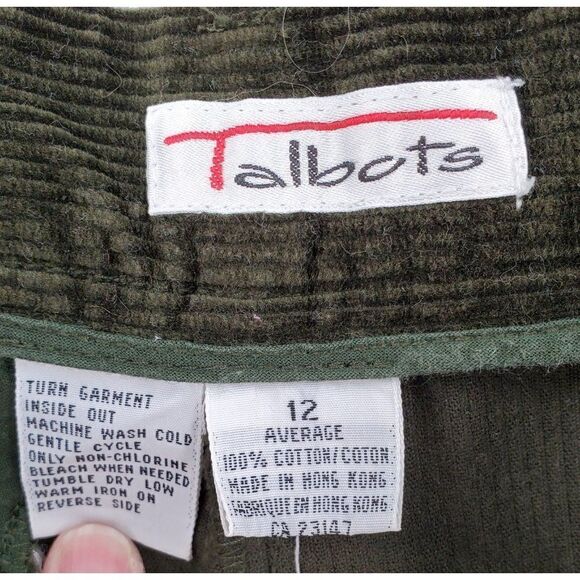 Talbots
TURN GARMENT
INSIDE OUT
MACHINE WASH COLD
GENTLE CYCLE
ONLY NON-CHLORINE
BLEACH WHEN NEEDED
TUMBLE DRY LOW
WARM IRON ON
REVERSE SIDE
12
AVERAGE
100% COTTON/COTON
MADE IN HONG KONG
FABRIQUE EN HONG KONG
CA 23147